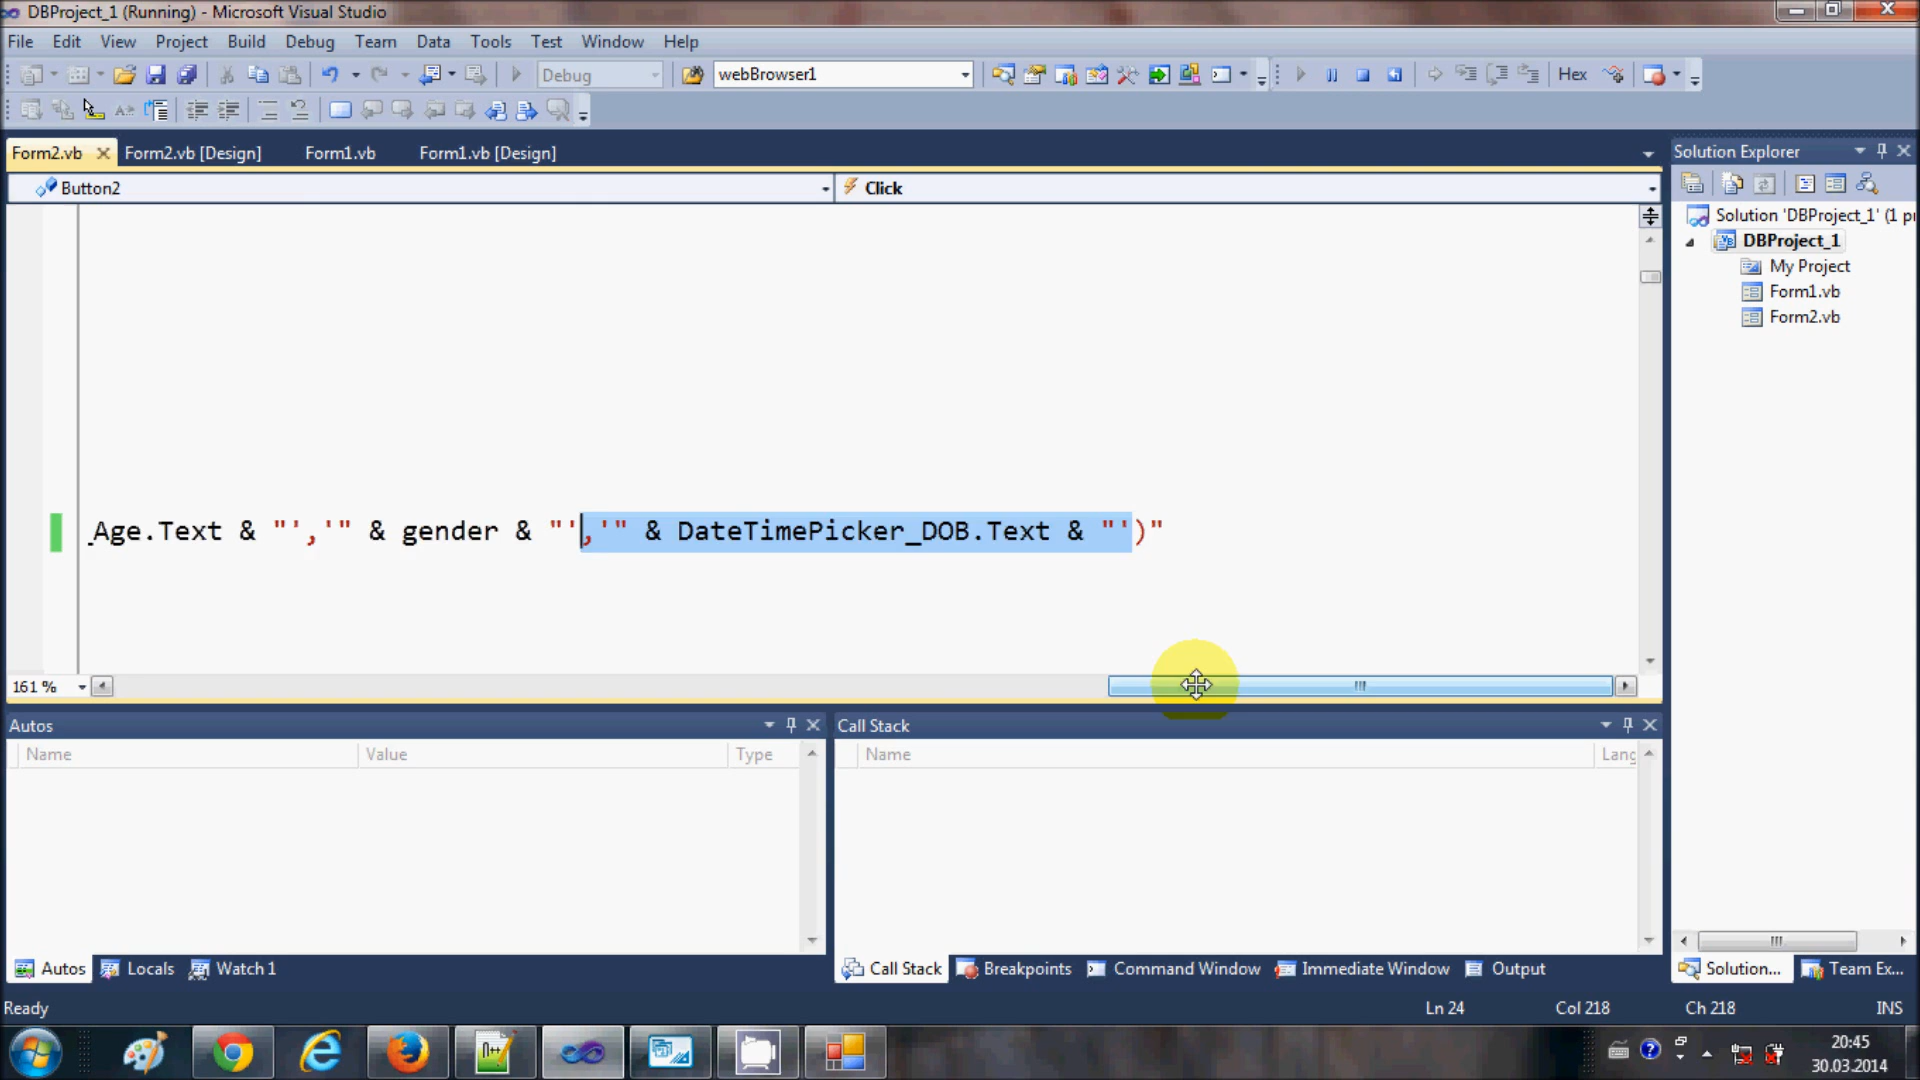 DBProject_1 (Running) - Microsoft Visual Studio
File Edit View Project Build Debug Team Data Tools Test Window Help
Debug webBrowser1 Hex
Form2.vb Form2.vb [Design] Form1.vb Form1.vb [Design]
Button2 Click
_Age.Text & "','" & gender & "','" & DateTimePicker_DOB.Text & "')"
161 %
Solution Explorer
Solution 'DBProject_1' (1 pr
DBProject_1
My Project
Form1.vb
Form2.vb
Autos
Name Value Type
Call Stack
Name Lang
Autos Locals Watch 1
Call Stack Breakpoints Command Window Immediate Window Output
Solution... Team Ex...
Ready Ln 24 Col 218 Ch 218 INS
20:45
30.03.2014